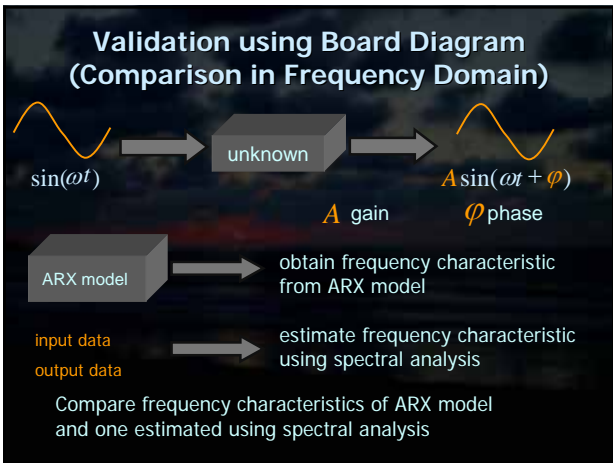 Validation using Board Diagram
(Comparison in Frequency Domain)
unknown
sin(ωt)
A sin(ωt + φ)
A gain
φ phase
ARX model
obtain frequency characteristic
from ARX model
input data
output data
estimate frequency characteristic
using spectral analysis
Compare frequency characteristics of ARX model
and one estimated using spectral analysis